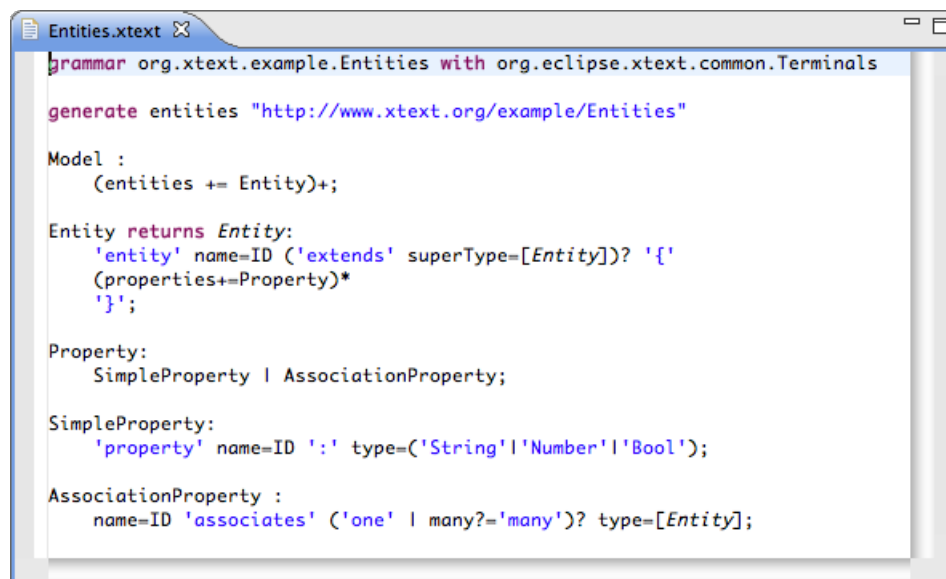 Entities.xtext
grammar org.xtext.example.Entities with org.eclipse.xtext.common.Terminals
generate entities "http://www.xtext.org/example/Entities"
Model :
(entities += Entity)+;
Entity returns Entity:
'entity' name=ID ('extends' superType=[Entity])? '{'
(properties+=Property)*
'}';
Property:
SimpleProperty | AssociationProperty;
SimpleProperty:
'property' name=ID ':' type=('String'|'Number'|'Bool');
AssociationProperty :
name=ID 'associates' ('one' | many?='many')? type=[Entity];